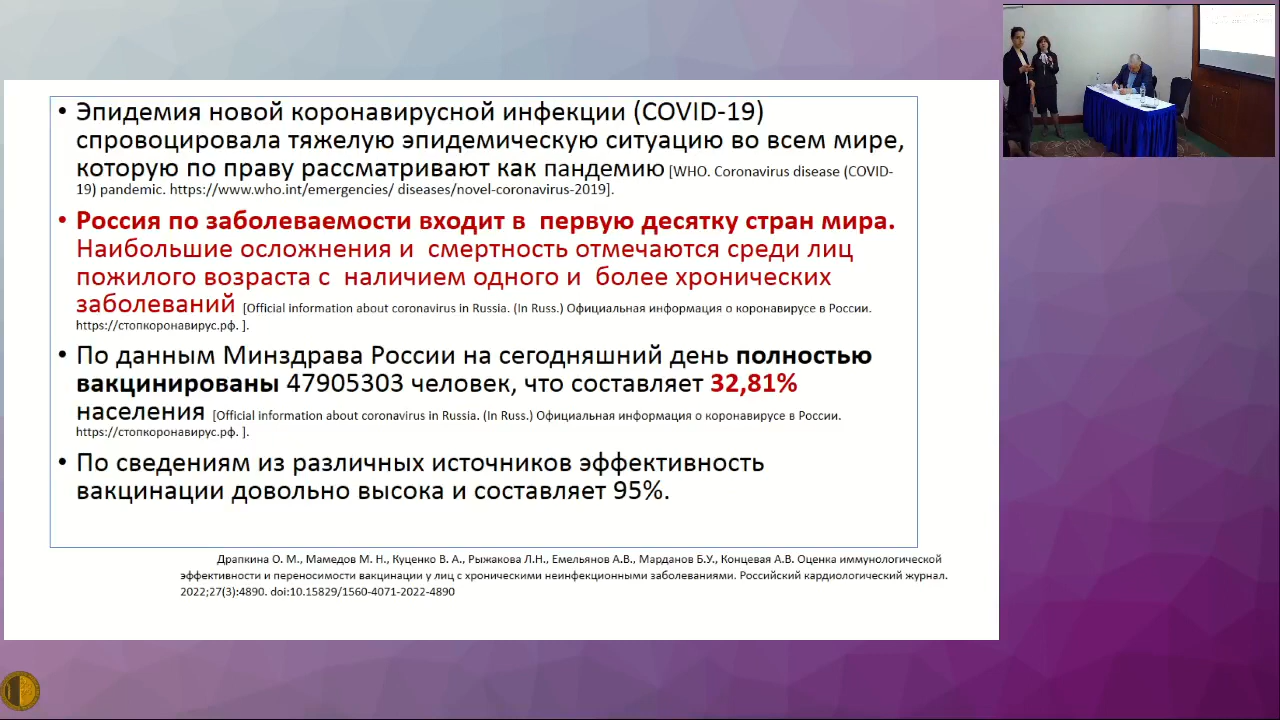 • Эпидемия новой коронавирусной инфекции (COVID-19)
спровоцировала тяжелую эпидемическую ситуацию во всем мире,
которую по праву рассматривают как пандемию [WHO. Coronavirus disease (COVID-
19) pandemic. https://www.who.int/emergencies/ diseases/novel-coronavirus-2019].
• Россия по заболеваемости входит в первую десятку стран мира.
Наибольшие осложнения и смертность отмечаются среди лиц
пожилого возраста с наличием одного и более хронических
заболеваний [Official information about coronavirus in Russia. (In Russ.) Официальная информация о коронавирусе в России.
https://стопкоронавирус.рф. ].
• По данным Минздрава России на сегодняшний день полностью
вакцинированы 47905303 человек, что составляет 32,81%
населения [Official information about coronavirus in Russia. (In Russ.) Официальная информация о коронавирусе в России.
https://стопкоронавирус.рф. ].
• По сведениям из различных источников эффективность
вакцинации довольно высока и составляет 95%.
Драпкина О. М., Мамедов М. Н., Куценко В. А., Рыжакова Л.Н., Емельянов А.В., Марданов Б.У., Концевая А.В. Оценка иммунологической
эффективности и переносимости вакцинации у лиц с хроническими неинфекционными заболеваниями. Российский кардиологический журнал.
2022;27(3):4890. doi:10.15829/1560-4071-2022-4890